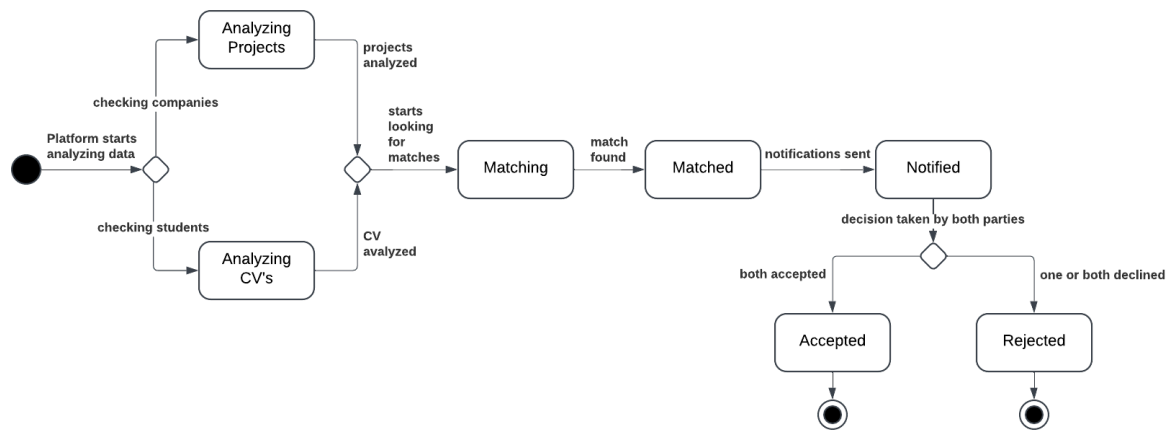 Analyzing
Projects
projects
analyzed
checking companies
Platform starts
analyzing data
starts
looking
for
matches
Matching
match
found
Matched
notifications sent
Notified
checking students
Analyzing
CV's
CV
avalyzed
decision taken by both parties
both accepted
one or both declined
Accepted
Rejected